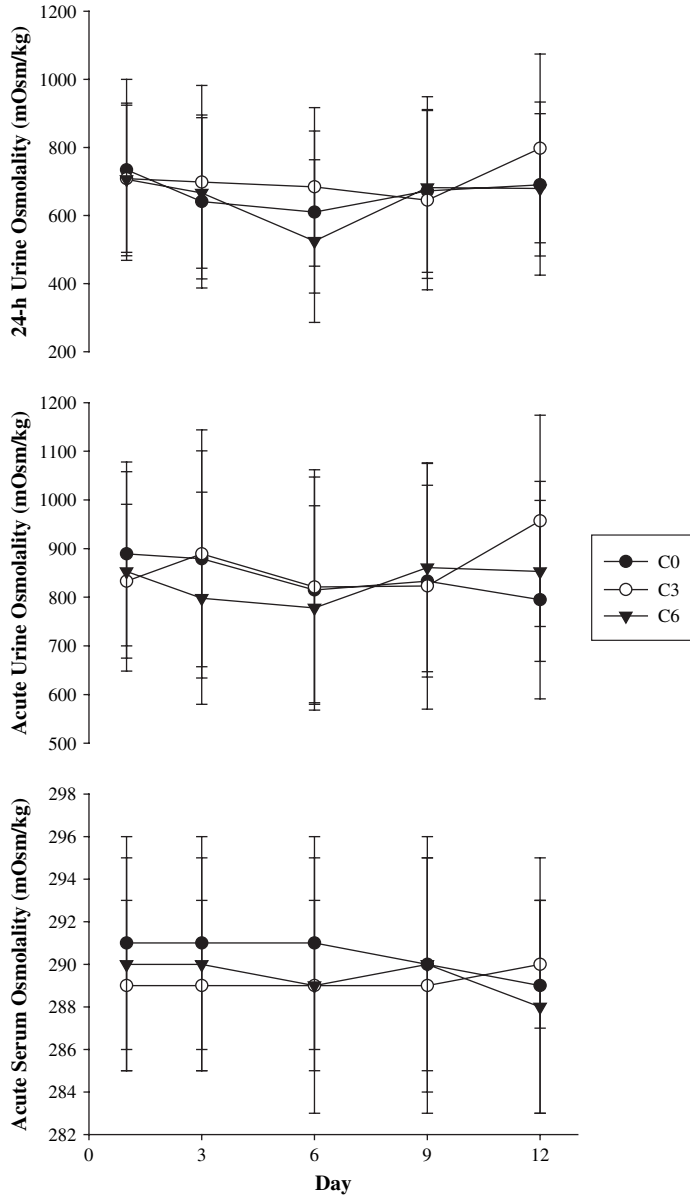 1200
1000
800
600
400
200
24-h Urine Osmolality (mOsm/kg)
1200
1100
1000
900
800
700
600
500
Acute Urine Osmolality (mOsm/kg)
C0
C3
C6
298
296
294
292
290
288
286
284
282
Acute Serum Osmolality (mOsm/kg)
0 3 6 9 12
Day